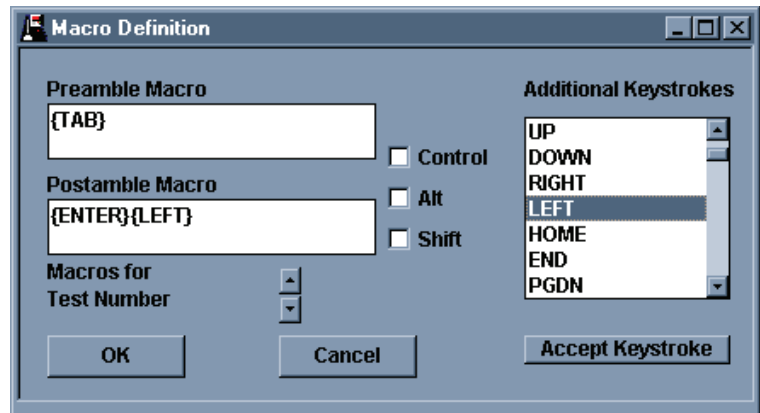 Macro Definition
Preamble Macro
{TAB}
Control
Alt
Shift
Postamble Macro
{ENTER}{LEFT}
Macros for
Test Number
OK
Cancel
Additional Keystrokes
UP
DOWN
RIGHT
LEFT
HOME
END
PGDN
Accept Keystroke